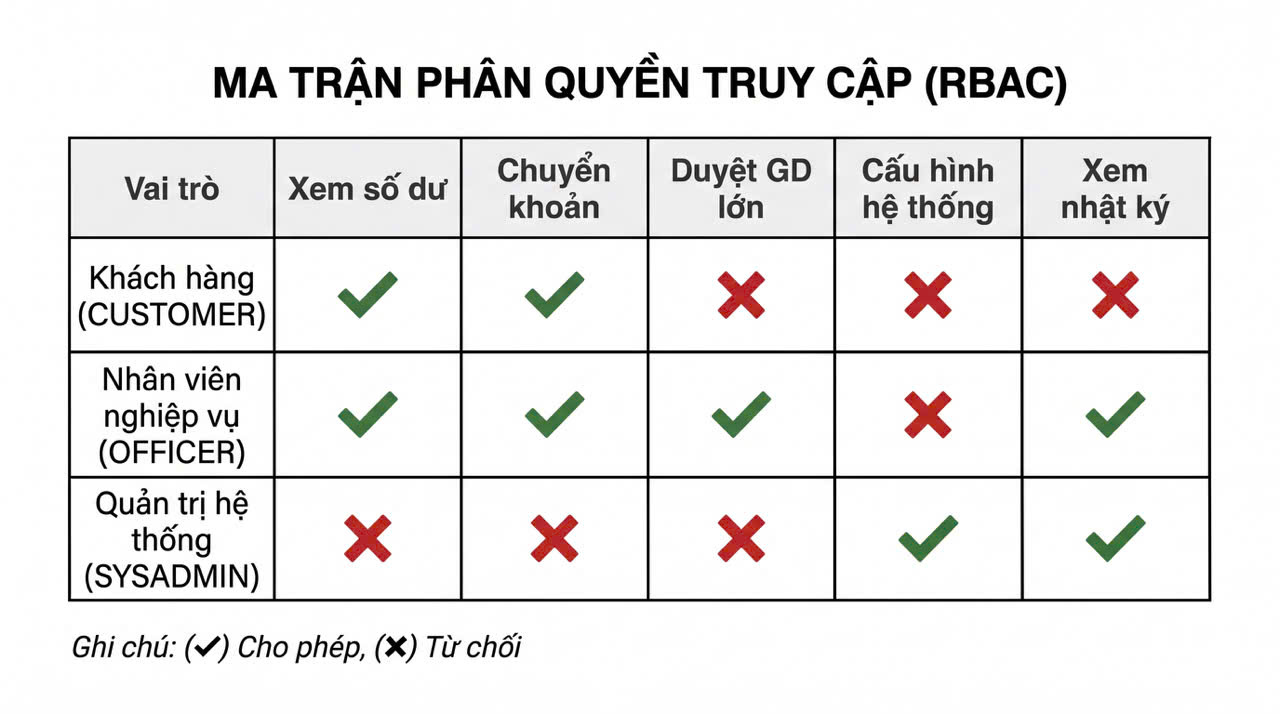 MA TRẬN PHÂN QUYỀN TRUY CẬP (RBAC)
Vai trò
Xem số dư
Chuyển
khoản
Duyệt GD
lớn
Cấu hình
hệ thống
Xem
nhật ký
Khách hàng
(CUSTOMER)
✓ ✓ ✗ ✗ ✗
Nhân viên
nghiệp vụ
(OFFICER)
✓ ✓ ✓ ✗ ✓
Quản trị hệ
thống
(SYSADMIN)
✗ ✗ ✗ ✓ ✓
Ghi chú: (✓) Cho phép, (✗) Từ chối